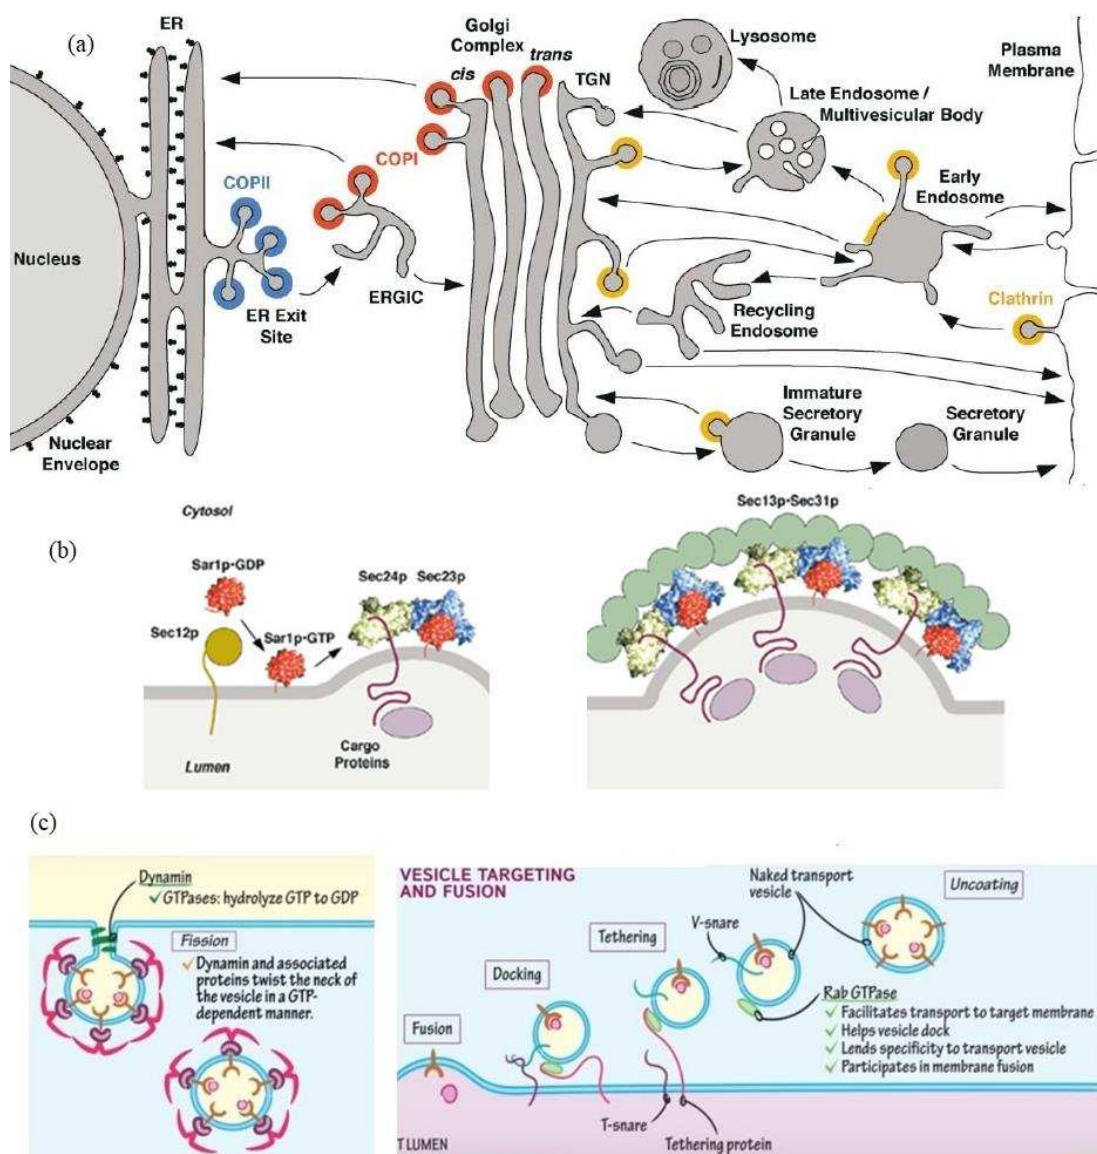 (a)
ER
Golgi
Complex
cis
trans
TGN
Lysosome
Plasma
Membrane
Late Endosome /
Multivesicular Body
COPI
COPII
Early
Endosome
Nucleus
ER Exit
Site
ERGIC
Recycling
Endosome
Clathrin
Nuclear
Envelope
Immature
Secretory
Granule
Secretory
Granule
(b)
Cytosol
Sar1p-GDP
Sec12p
Sar1p-GTP
Sec24p
Sec23p
Cargo
Proteins
Lumen
Sec13p-Sec31p
(c)
Dynamin
✓ GTPases: hydrolyze GTP to GDP
Fission
✓ Dynamin and associated
proteins twist the neck of
the vesicle in a GTP-
dependent manner.
VESICLE TARGETING
AND FUSION
Naked transport
vesicle
Uncoating
V-snare
Tethering
Docking
Fusion
Rab GTPase
✓ Facilitates transport to target membrane
✓ Helps vesicle dock
✓ Lends specificity to transport vesicle
✓ Participates in membrane fusion
T-snare
Tethering protein
T LUMEN